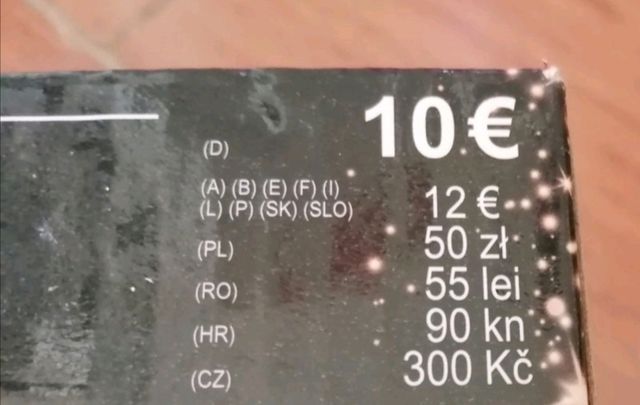 (D) 10 €
(A) (B) (E) (F) (I)
(L) (P) (SK) (SLO) 12 €
(PL) 50 zł
(RO) 55 lei
(HR) 90 kn
(CZ) 300 Kč